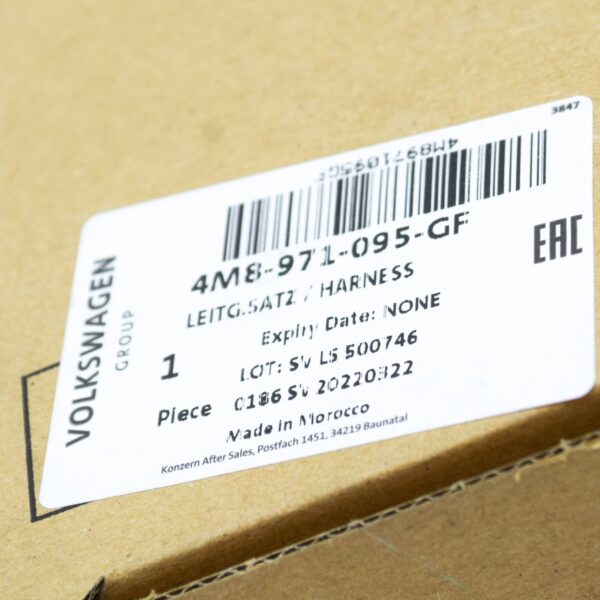 3847
4M8971095GF
4M8-971-095-GF
EAC
LEITG.SATZ / HARNESS
Expiry Date: NONE
1
LOT: SV LS 500746
Piece 0186 SV 20220322
Made in Morocco
Konzern After Sales, Postfach 1451, 34219 Baunatal
VOLKSWAGEN
GROUP